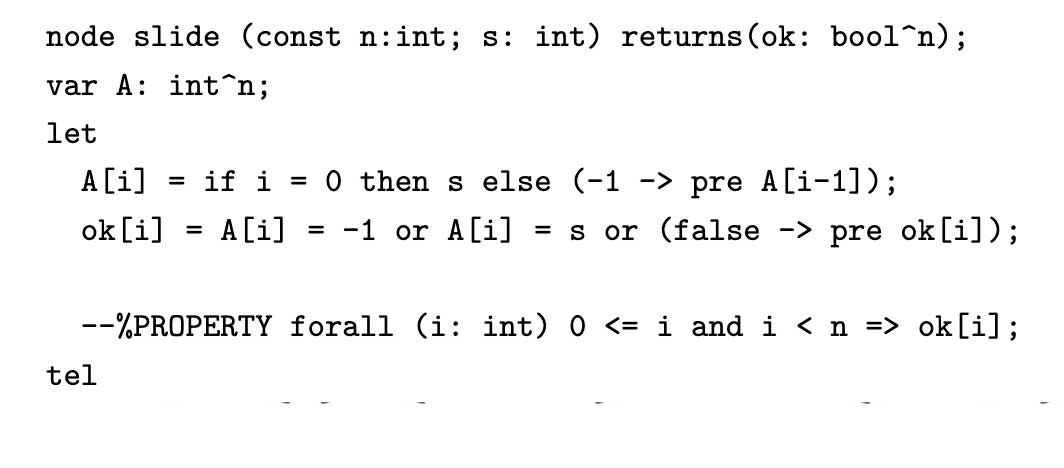 node slide (const n:int; s: int) returns(ok: bool^n);
var A: int^n;
let
A[i] = if i = 0 then s else (-1 -> pre A[i-1]);
ok[i] = A[i] = -1 or A[i] = s or (false -> pre ok[i]);
--%PROPERTY forall (i: int) 0 <= i and i < n => ok[i];
tel